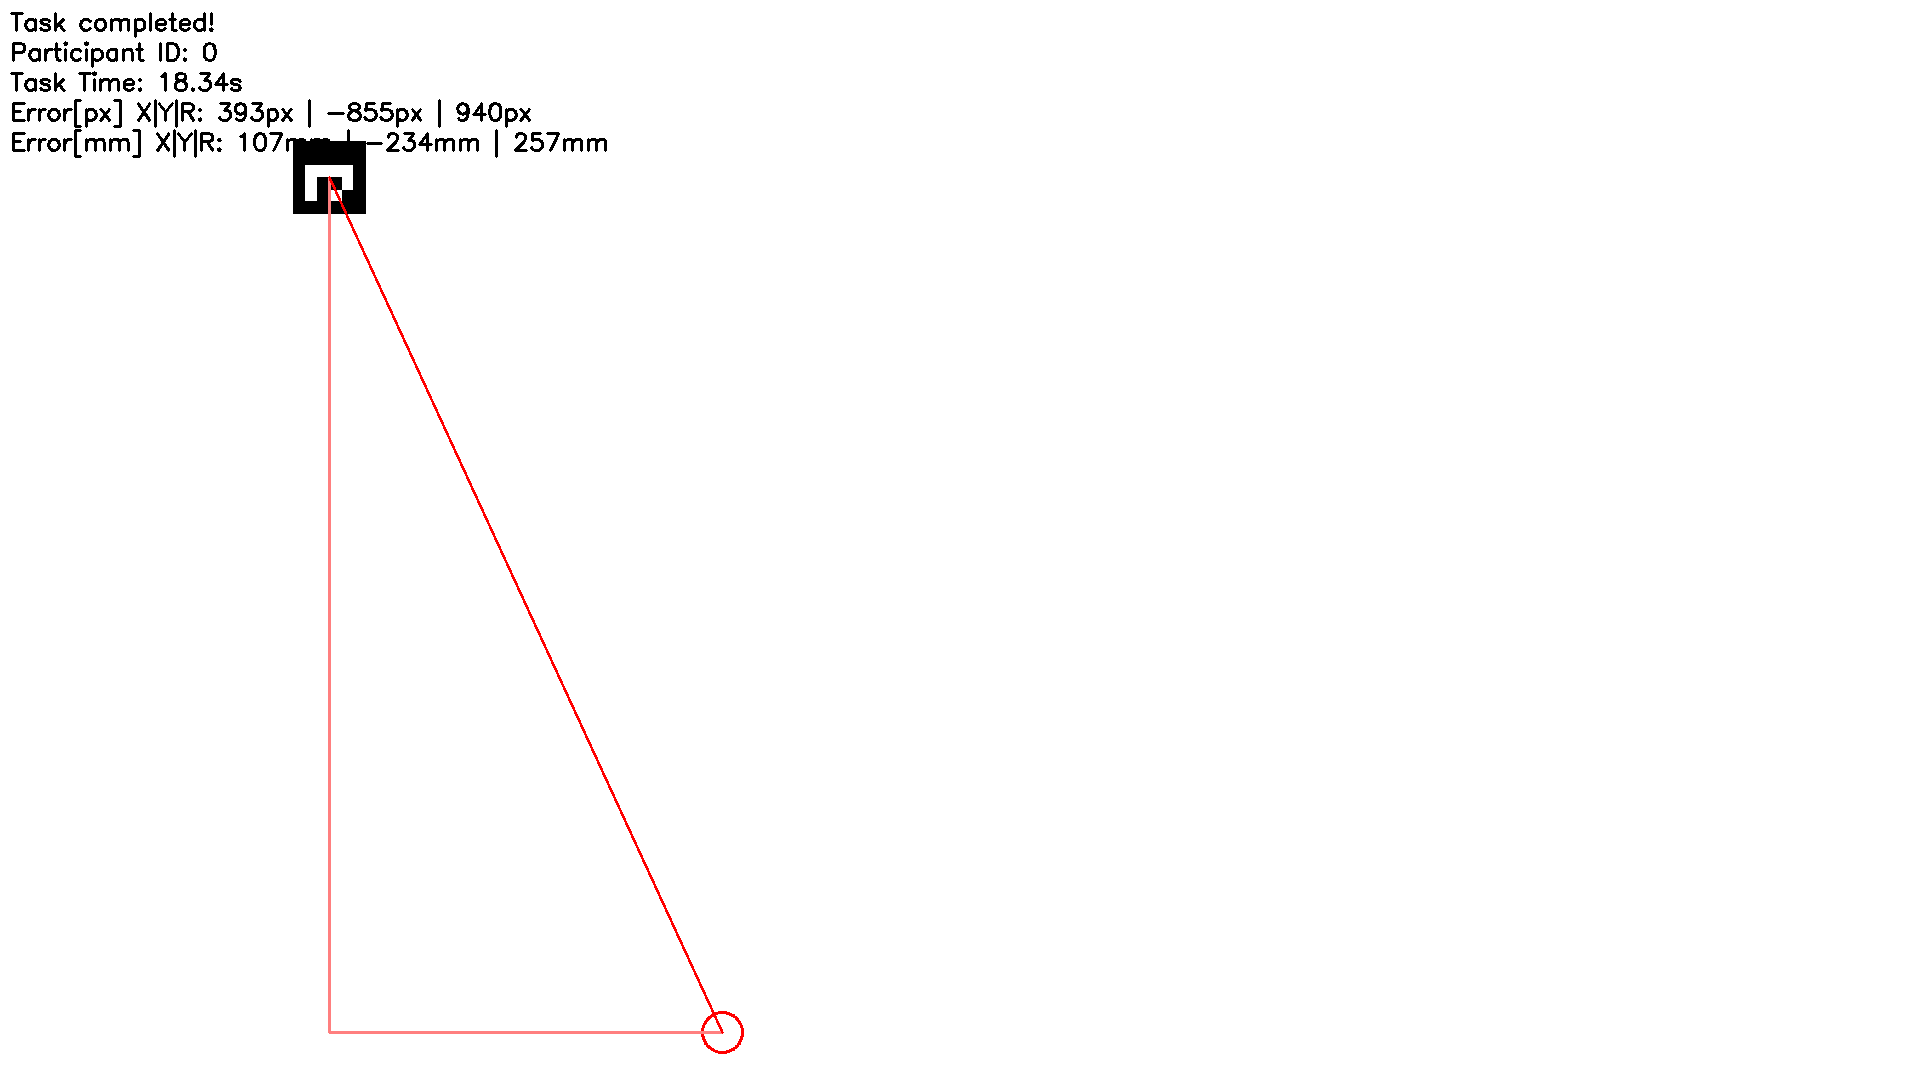 Task completed!
Participant ID: 0
Task Time: 18.34s
Error[px] X|Y|R: 393px | -855px | 940px
Error[mm] X|Y|R: 107mm | -234mm | 257mm